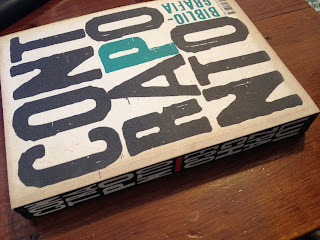 CONT
RAPO
NTO
BIBLIO-
GRAFIA